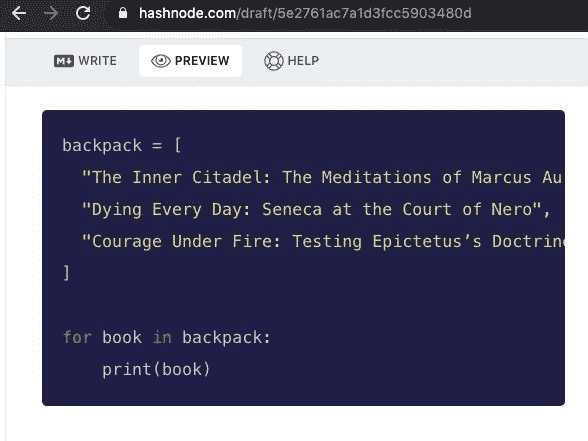 hashnode.com/draft/5e2761ac7a1d3fcc5903480d
M↓ WRITE PREVIEW HELP
backpack = [
"The Inner Citadel: The Meditations of Marcus Au
"Dying Every Day: Seneca at the Court of Nero",
"Courage Under Fire: Testing Epictetus’s Doctrin
]
for book in backpack:
print(book)